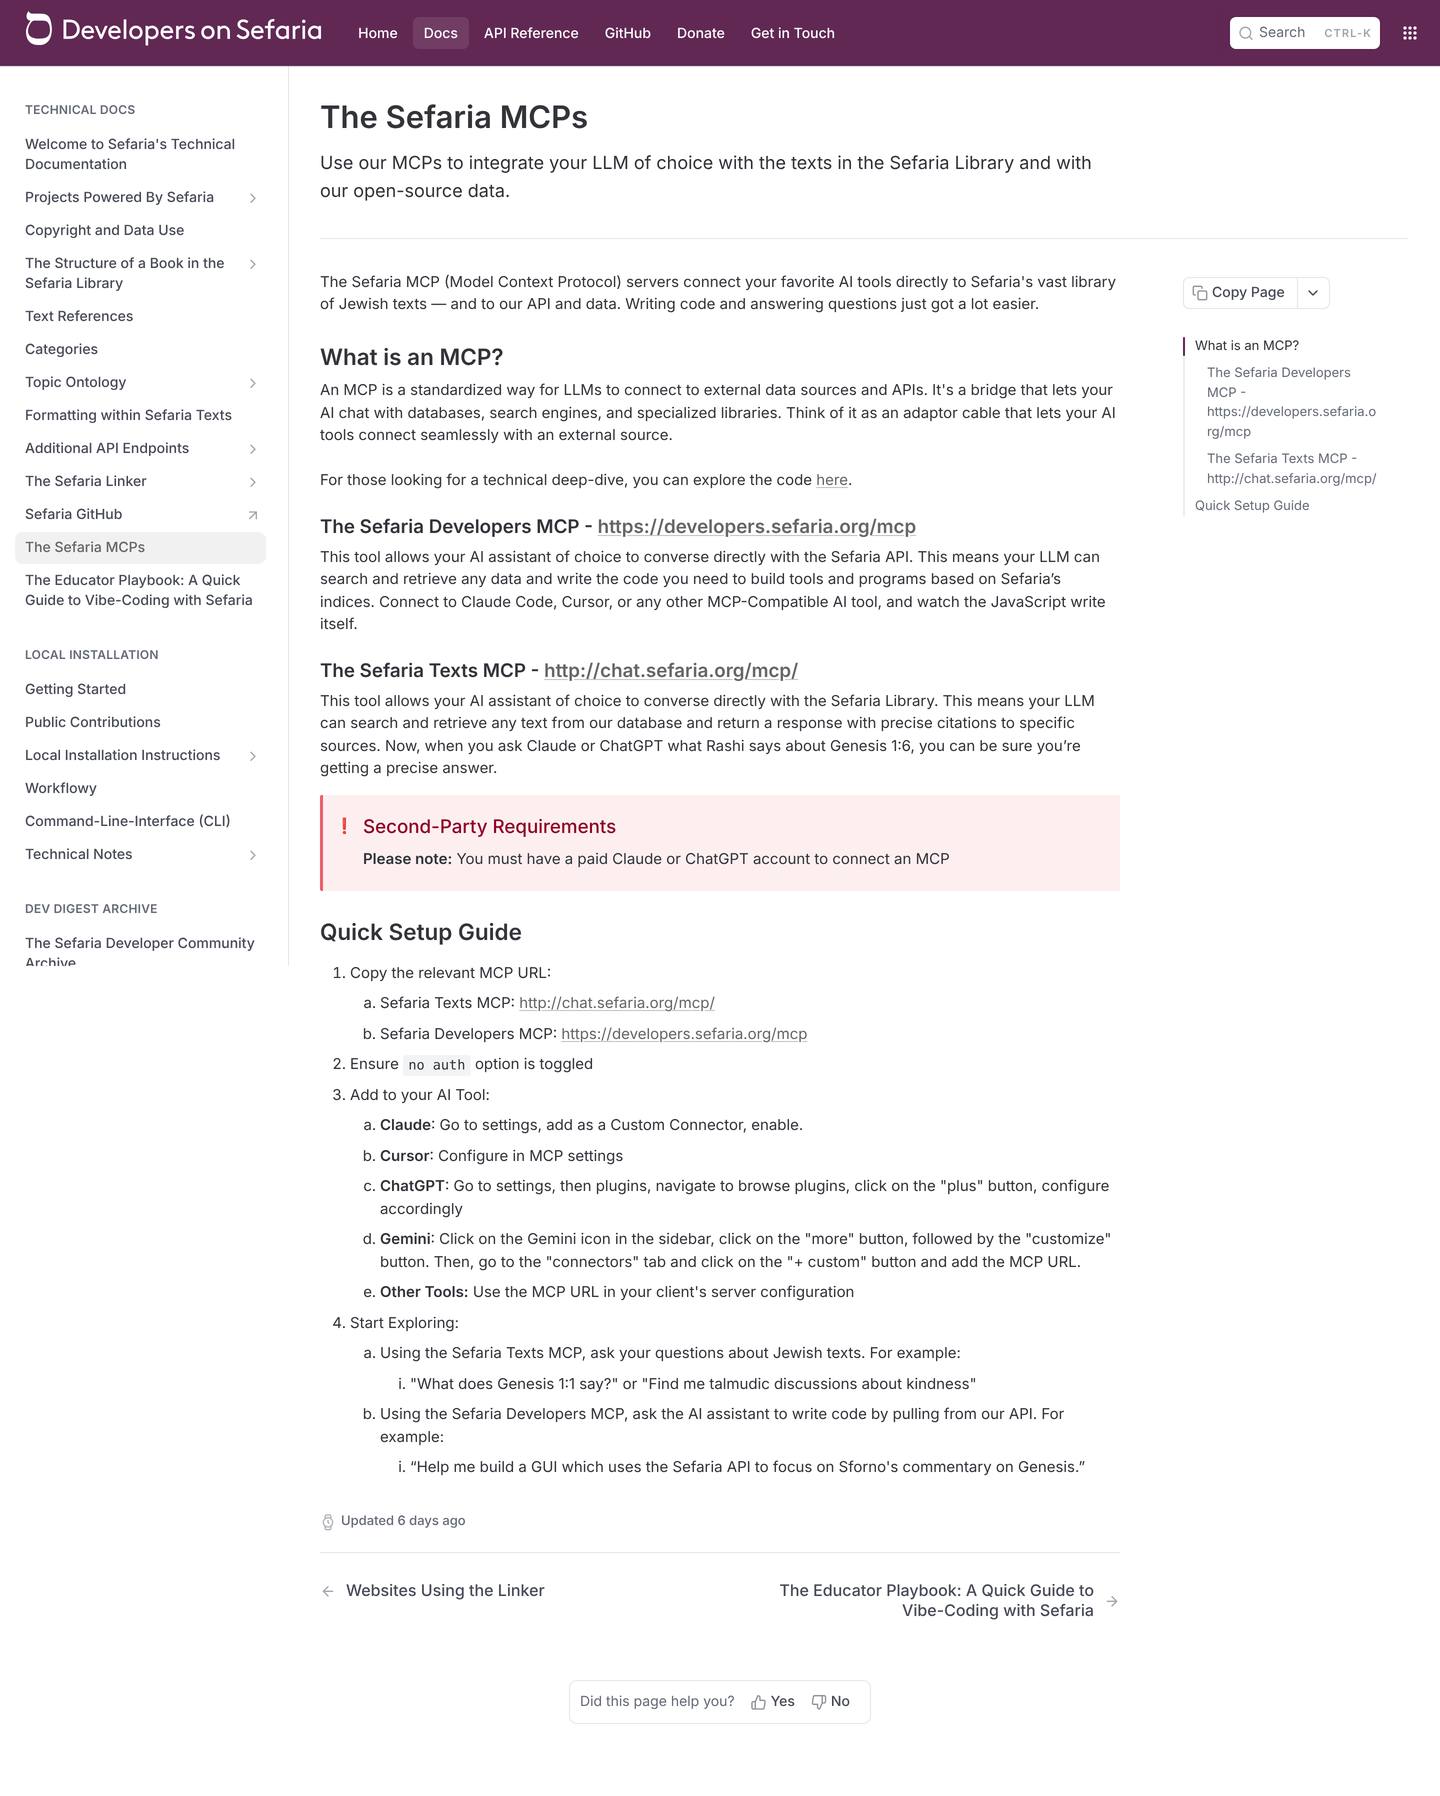 Developers on Sefaria
Home
Docs
API Reference
GitHub
Donate
Get in Touch
Search
CTRL-K
TECHNICAL DOCS
Welcome to Sefaria's Technical
Documentation
Projects Powered By Sefaria
Copyright and Data Use
The Structure of a Book in the
Sefaria Library
Text References
Categories
Topic Ontology
Formatting within Sefaria Texts
Additional API Endpoints
The Sefaria Linker
Sefaria GitHub
The Sefaria MCPs
The Educator Playbook: A Quick
Guide to Vibe-Coding with Sefaria
LOCAL INSTALLATION
Getting Started
Public Contributions
Local Installation Instructions
Workflowy
Command-Line-Interface (CLI)
Technical Notes
DEV DIGEST ARCHIVE
The Sefaria Developer Community
Archive
The Sefaria MCPs
Use our MCPs to integrate your LLM of choice with the texts in the Sefaria Library and with
our open-source data.
The Sefaria MCP (Model Context Protocol) servers connect your favorite AI tools directly to Sefaria's vast library
of Jewish texts — and to our API and data. Writing code and answering questions just got a lot easier.
What is an MCP?
An MCP is a standardized way for LLMs to connect to external data sources and APIs. It's a bridge that lets your
AI chat with databases, search engines, and specialized libraries. Think of it as an adaptor cable that lets your AI
tools connect seamlessly with an external source.
For those looking for a technical deep-dive, you can explore the code here.
The Sefaria Developers MCP - https://developers.sefaria.org/mcp
This tool allows your AI assistant of choice to converse directly with the Sefaria API. This means your LLM can
search and retrieve any data and write the code you need to build tools and programs based on Sefaria’s
indices. Connect to Claude Code, Cursor, or any other MCP-Compatible AI tool, and watch the JavaScript write
itself.
The Sefaria Texts MCP - http://chat.sefaria.org/mcp/
This tool allows your AI assistant of choice to converse directly with the Sefaria Library. This means your LLM
can search and retrieve any text from our database and return a response with precise citations to specific
sources. Now, when you ask Claude or ChatGPT what Rashi says about Genesis 1:6, you can be sure you’re
getting a precise answer.
Second-Party Requirements
Please note: You must have a paid Claude or ChatGPT account to connect an MCP
Quick Setup Guide
1. Copy the relevant MCP URL:
a. Sefaria Texts MCP: http://chat.sefaria.org/mcp/
b. Sefaria Developers MCP: https://developers.sefaria.org/mcp
2. Ensure no auth option is toggled
3. Add to your AI Tool:
a. Claude: Go to settings, add as a Custom Connector, enable.
b. Cursor: Configure in MCP settings
c. ChatGPT: Go to settings, then plugins, navigate to browse plugins, click on the "plus" button, configure
accordingly
d. Gemini: Click on the Gemini icon in the sidebar, click on the "more" button, followed by the "customize"
button. Then, go to the "connectors" tab and click on the "+ custom" button and add the MCP URL.
e. Other Tools: Use the MCP URL in your client's server configuration
4. Start Exploring:
a. Using the Sefaria Texts MCP, ask your questions about Jewish texts. For example:
i. "What does Genesis 1:1 say?" or "Find me talmudic discussions about kindness"
b. Using the Sefaria Developers MCP, ask the AI assistant to write code by pulling from our API. For
example:
i. “Help me build a GUI which uses the Sefaria API to focus on Sforno's commentary on Genesis.”
Updated 6 days ago
Websites Using the Linker
The Educator Playbook: A Quick Guide to
Vibe-Coding with Sefaria
Did this page help you?
Yes
No
Copy Page
What is an MCP?
The Sefaria Developers
MCP -
https://developers.sefaria.o
rg/mcp
The Sefaria Texts MCP -
http://chat.sefaria.org/mcp/
Quick Setup Guide